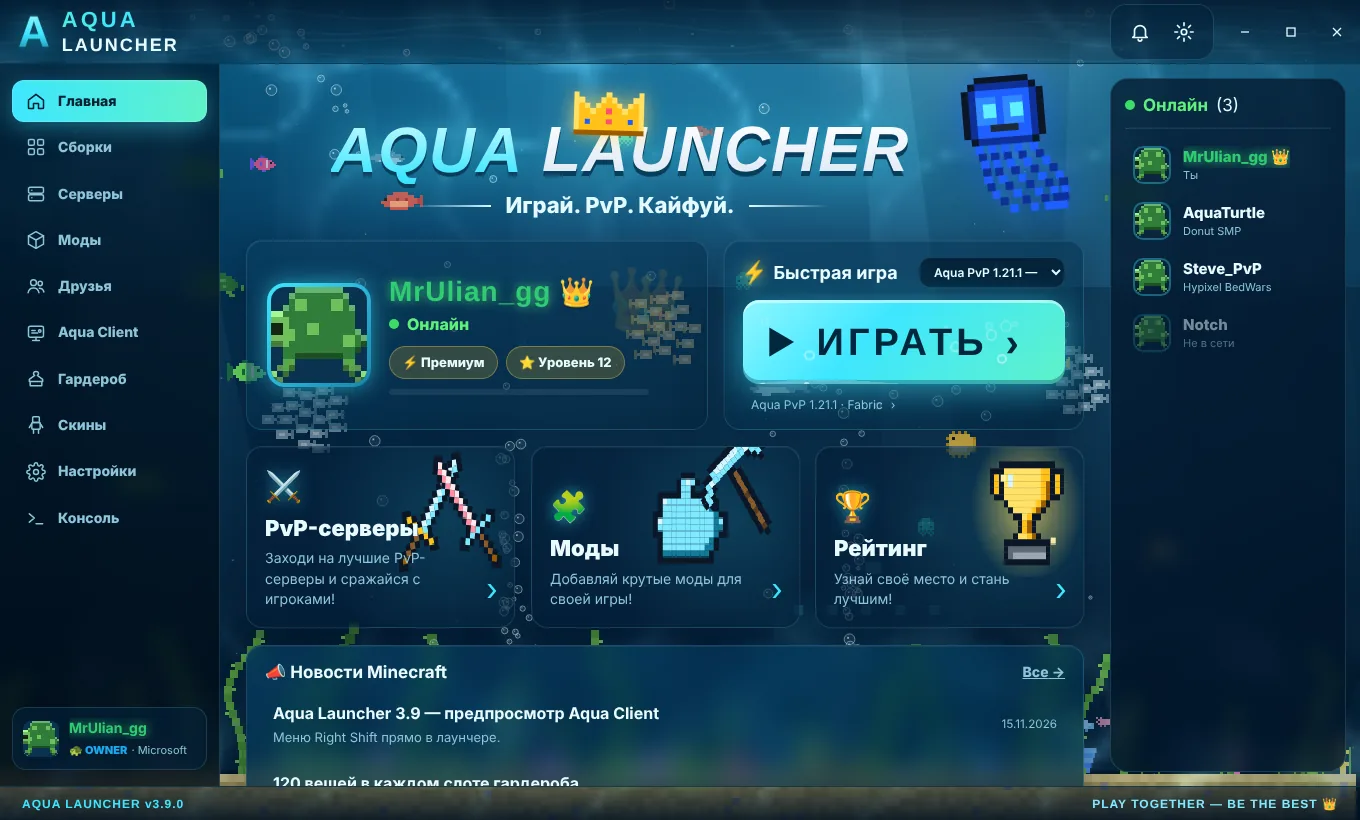 AQUA
LAUNCHER
Главная
Сборки
Серверы
Моды
Друзья
Aqua Client
Гардероб
Скины
Настройки
Консоль
MrUlian_gg
OWNER · Microsoft
AQUA LAUNCHER
Играй. PvP. Кайфуй.
MrUlian_gg
Онлайн
Премиум
Уровень 12
Быстрая игра
Aqua PvP 1.21.1 —
ИГРАТЬ ›
Aqua PvP 1.21.1 · Fabric ›
PvP-серверы
Заходи на лучшие PvP-
серверы и сражайся с
игроками!
Моды
Добавляй крутые моды для
своей игры!
Рейтинг
Узнай своё место и стань
лучшим!
Новости Minecraft
Все →
Aqua Launcher 3.9 — предпросмотр Aqua Client
Меню Right Shift прямо в лаунчере.
15.11.2026
120 вещей в каждом слоте гардероба
Онлайн (3)
MrUlian_gg
Ты
AquaTurtle
Donut SMP
Steve_PvP
Hypixel BedWars
Notch
Не в сети
AQUA LAUNCHER v3.9.0
PLAY TOGETHER — BE THE BEST